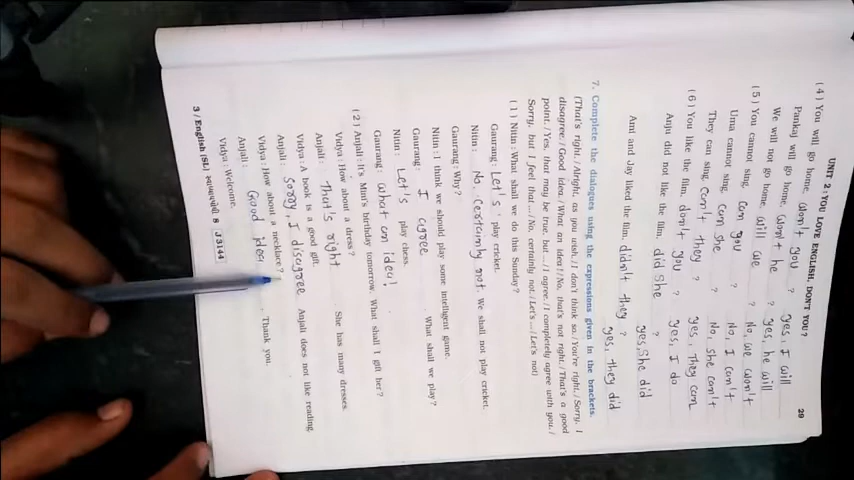 UNIT 2: YOU LOVE ENGLISH, DON'T YOU?
29
(4) You will go home. Won't you ? Yes, I will
Pankaj will go home. Won't he ? Yes, he will
We will not go home. Will we ? No, we won't
(5) You cannot sing. Can you ? No, I can't
Uma cannot sing. Can she ? No, she can't
They can sing. Can't they ? Yes, They can
(6) You like the film. don't you ? Yes, I do
Anju did not like the film. did she ? Yes, She did
Ami and Jay liked the film. didn't they ? Yes, they did
7. Complete the dialogues using the expressions given in the brackets.
(That's right./Alright, as you wish./I don't think so./You're right./Sorry, I
disagree./Good idea./What an idea!/No, that's not right./That's a good
point./Yes, that may be true, but.../I agree./I completely agree with you./
Sorry, but I feel that.../No, certainly not./Let's .../Let's not)
(1) Nitin : What shall we do this Sunday?
Gaurang : Let's play cricket.
Nitin : No, Certainly not. We shall not play cricket.
Gaurang : Why?
Nitin : I think we should play some intelligent game.
Gaurang : I agree What shall we play?
Nitin : Let's play chess.
Gaurang : What an idea!
(2) Anjali : It's Mini's birthday tomorrow. What shall I gift her?
Vidya : How about a dress?
Anjali : That's right She has many dresses.
Vidya : A book is a good gift.
Anjali : Sorry, I disagree Anjali does not like reading.
Vidya : How about a necklace?
Anjali : Good idea . Thank you.
Vidya : Welcome.
3/English (SL) 8 J3144